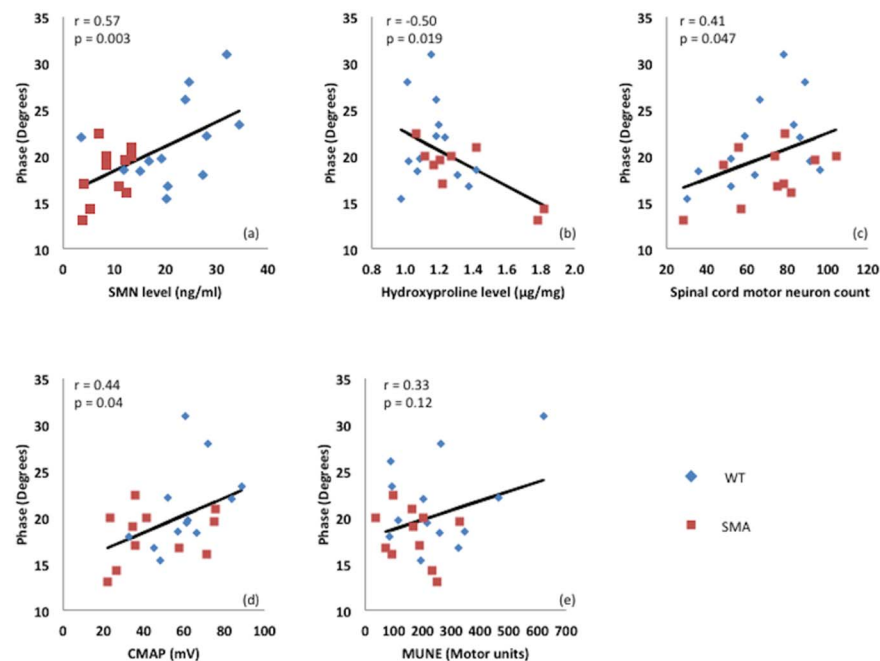 r = 0.57
p = 0.003
Phase (Degrees)
35
30
25
20
15
10
0 10 20 30 40
SMN level (ng/ml)
(a)
r = -0.50
p = 0.019
Phase (Degrees)
35
30
25
20
15
10
0.8 1.0 1.2 1.4 1.6 1.8 2.0
Hydroxyproline level (µg/mg)
(b)
r = 0.41
p = 0.047
Phase (Degrees)
35
30
25
20
15
10
20 40 60 80 100 120
Spinal cord motor neuron count
(c)
r = 0.44
p = 0.04
Phase (Degrees)
35
30
25
20
15
10
0 20 40 60 80 100
CMAP (mV)
(d)
r = 0.33
p = 0.12
Phase (Degrees)
35
30
25
20
15
10
0 100 200 300 400 500 600 700
MUNE (Motor units)
(e)
WT
SMA